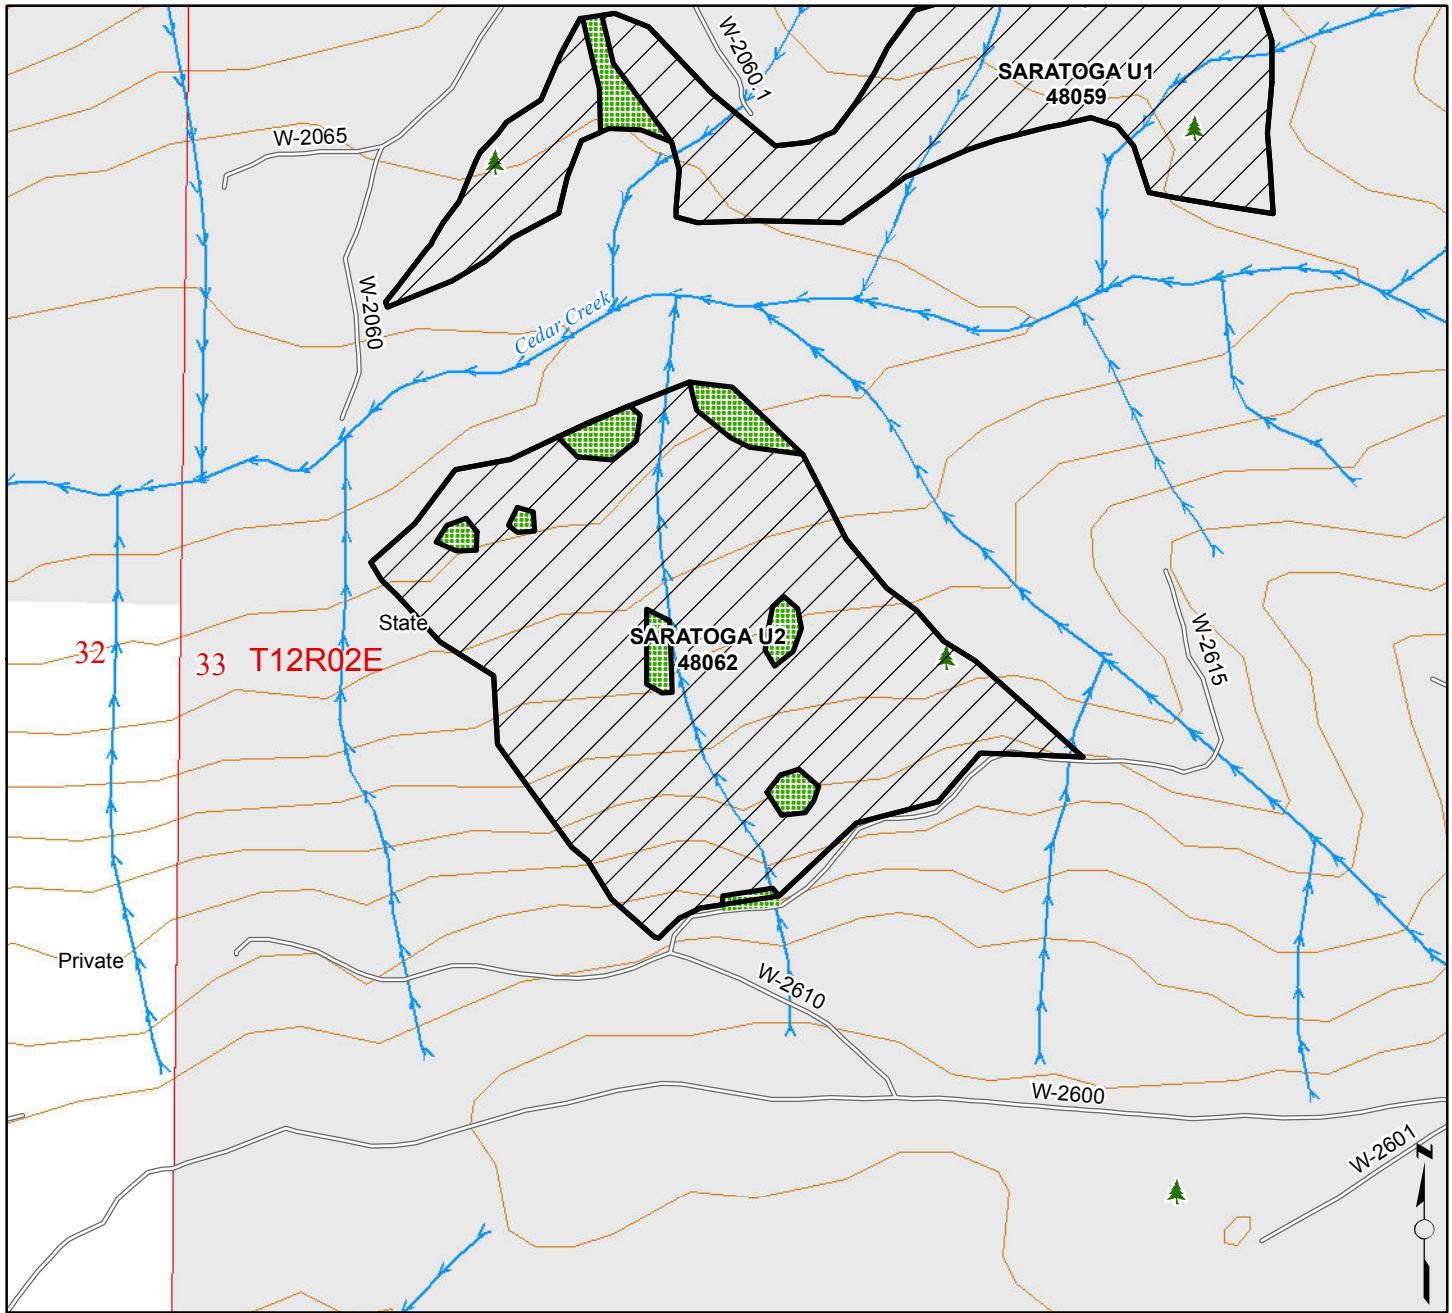 W-2060.1
SARATOGA U1
48059
W-2065
W-2060
Cedar Creek
State
SARATOGA U2
48062
W-2615
32
33
T12R02E
Private
W-2610
W-2600
W-2601
N